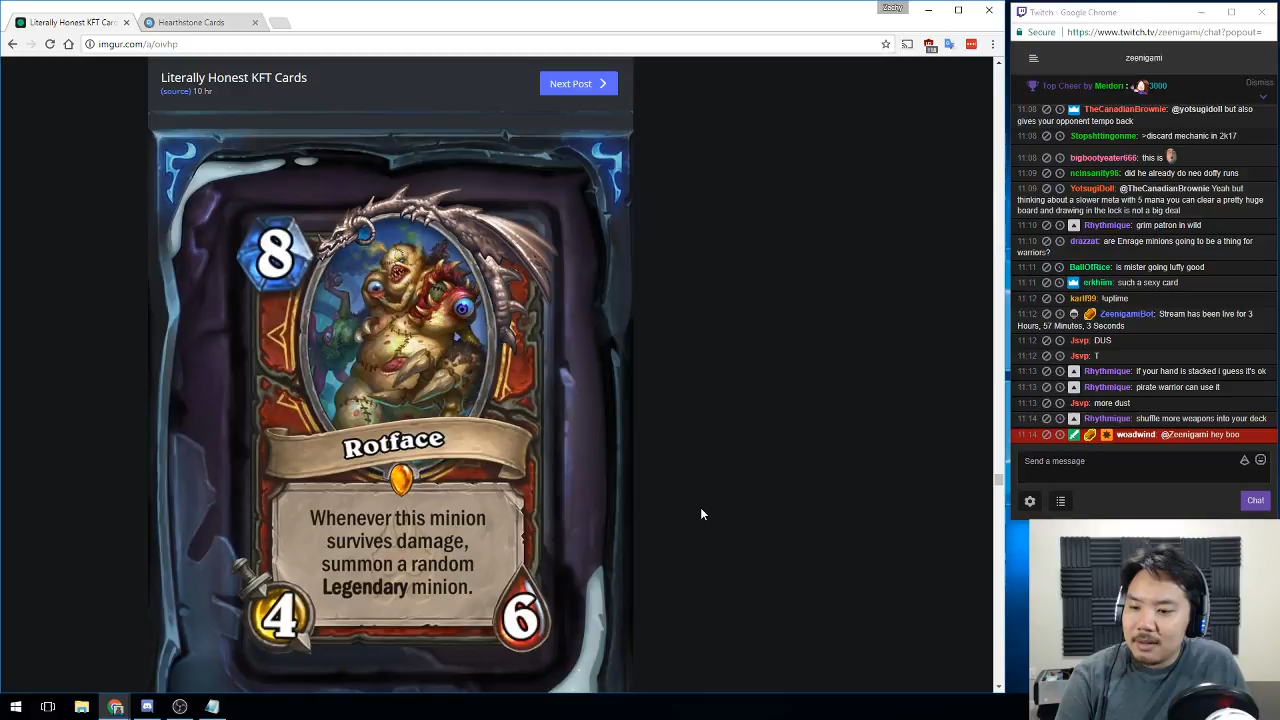 Literally Honest KFT Car
Hearthstone Cards
Zachy
imgur.com/a/oivhp
Literally Honest KFT Cards
(source) 10 hr
Next Post
8
Rotface
Whenever this minion
survives damage,
summon a random
Legendary minion.
4
6
Twitch - Google Chrome
Secure
https://www.twitch.tv/zeenigami/chat?popout=
zeenigami
Top Cheer by Meidori : 3000
Dismiss
11:08 TheCanadianBrownie: @yotsugidoll but also
gives your opponent tempo back
11:08 Stopshttingonme: >discard mechanic in 2k17
11:08 bigbootyeater666: this is
11:09 ncinsanity96: did he already do neo doffy runs
11:09 YotsugiDoll: @TheCanadianBrownie Yeah but
thinking about a slower meta with 5 mana you can clear a pretty huge
board and drawing in the lock is not a big deal
11:10 Rhythmique: grim patron in wild
11:10 drazzat: are Enrage minions going to be a thing for
warriors?
11:11 BallOfRice: is mister going luffy good
11:11 erkhiim: such a sexy card
11:12 karlf99: !uptime
11:12 ZeenigamiBot: Stream has been live for 3
Hours, 57 Minutes, 3 Seconds
11:12 Jsvp: DUS
11:12 Jsvp: T
11:13 Rhythmique: if your hand is stacked i guess it's ok
11:13 Rhythmique: pirate warrior can use it
11:13 Jsvp: more dust
11:14 Rhythmique: shuffle more weapons into your deck
11:14 woadwind: @Zeenigami hey boo
Send a message
Chat